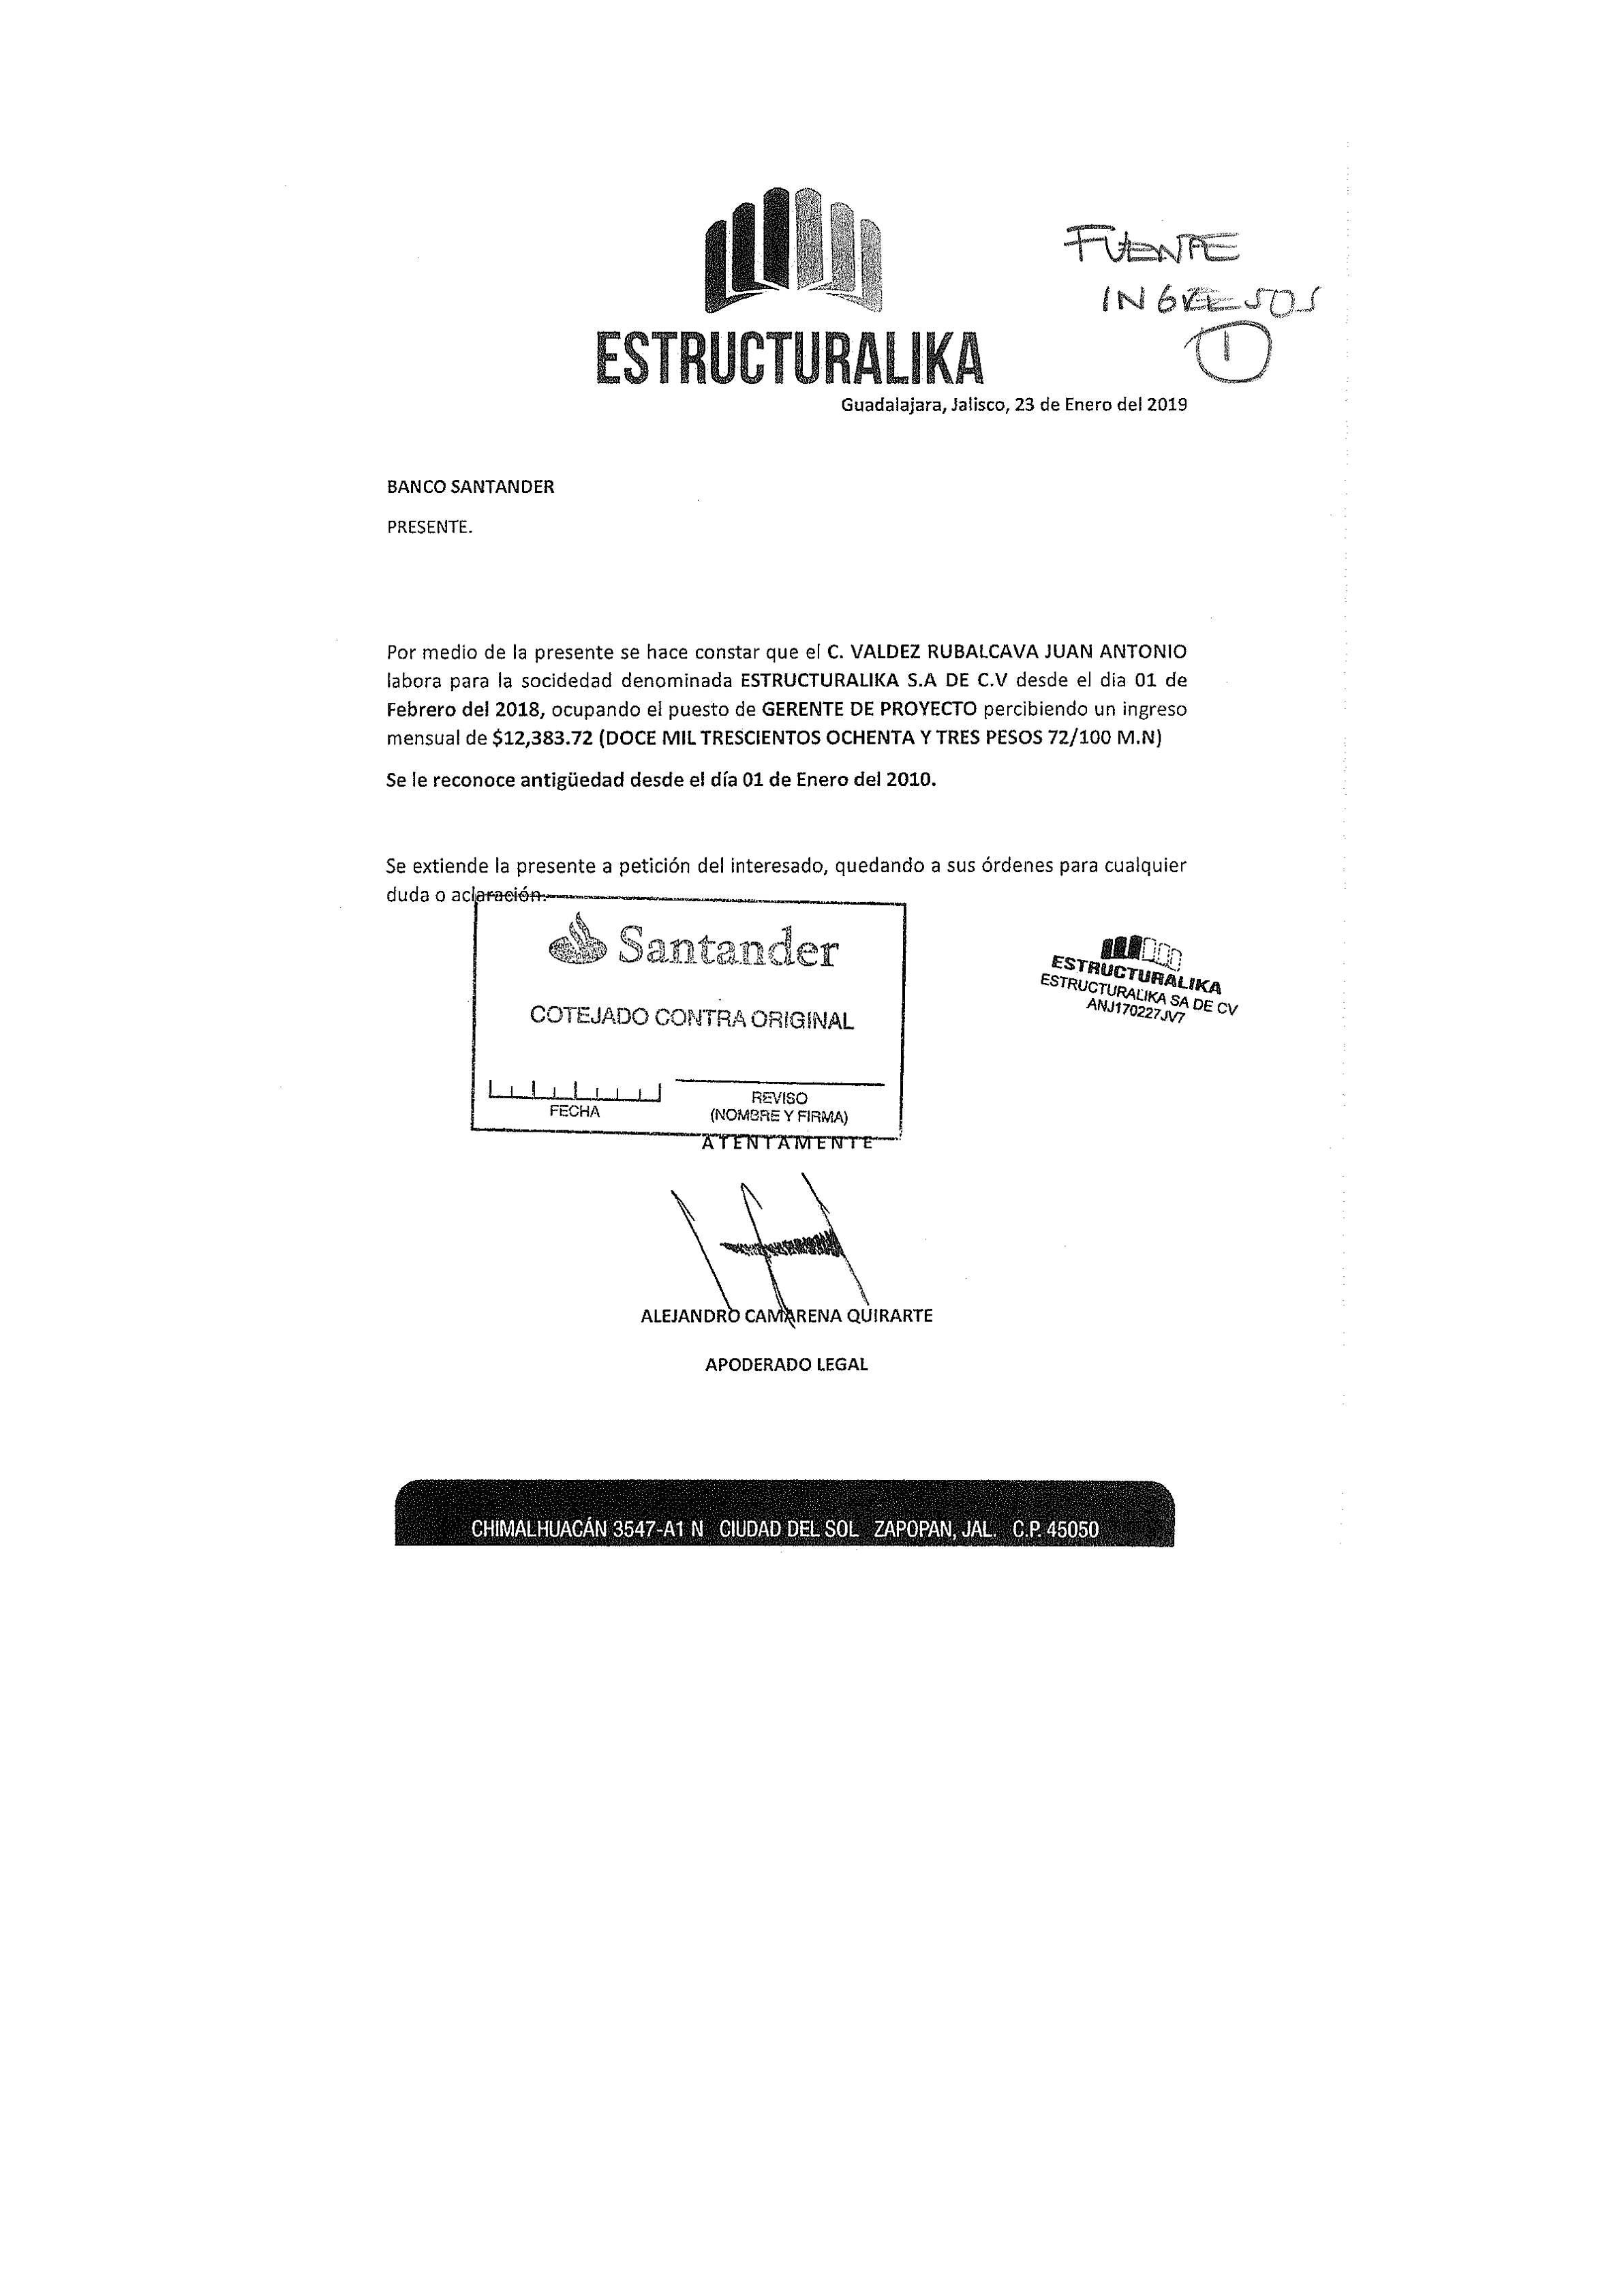 FUENTE
INGRESOS
1
ESTRUCTURALIKA
Guadalajara, Jalisco, 23 de Enero del 2019
BANCO SANTANDER
PRESENTE.
Por medio de la presente se hace constar que el C. VALDEZ RUBALCAVA JUAN ANTONIO
labora para la sociedad denominada ESTRUCTURALIKA S.A DE C.V desde el dia 01 de
Febrero del 2018, ocupando el puesto de GERENTE DE PROYECTO percibiendo un ingreso
mensual de $12,383.72 (DOCE MIL TRESCIENTOS OCHENTA Y TRES PESOS 72/100 M.N)
Se le reconoce antigüedad desde el día 01 de Enero del 2010.
Se extiende la presente a petición del interesado, quedando a sus órdenes para cualquier
duda o aclaración.
Santander
COTEJADO CONTRA ORIGINAL
FECHA
REVISO
(NOMBRE Y FIRMA)
ESTRUCTURALIKA
ESTRUCTURALIKA SA DE CV
ANJ170227JV7
ATENTAMENTE
ALEJANDRO CAMARENA QUIRARTE
APODERADO LEGAL
CHIMALHUACÁN 3547-A1 N CIUDAD DEL SOL ZAPOPAN, JAL. C.P. 45050